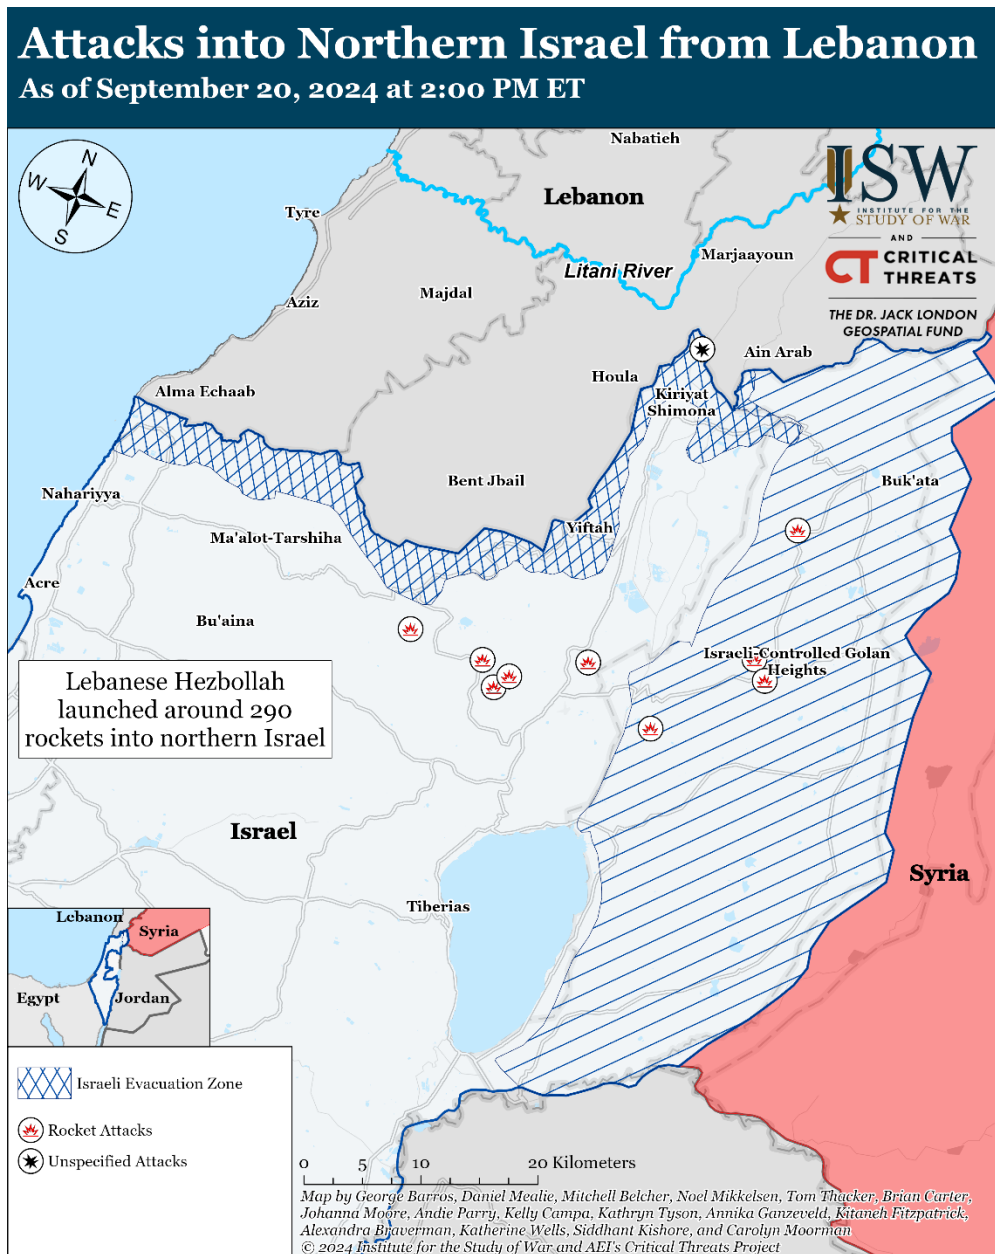 Attacks into Northern Israel from Lebanon
As of September 20, 2024 at 2:00 PM ET
N
W
E
S
Nabatieh
Lebanon
ISW
INSTITUTE FOR THE
STUDY OF WAR
AND
CT CRITICAL
THREATS
THE DR. JACK LONDON
GEOSPATIAL FUND
Tyre
Marjaayoun
Litani River
Aziz
Majdal
Ain Arab
Houla
Alma Echaab
Kiriyat
Shimona
Bent Jbail
Buk'ata
Nahariyya
Yiftah
Ma'alot-Tarshiha
Acre
Bu'aina
Israeli-Controlled Golan
Heights
Lebanese Hezbollah
launched around 290
rockets into northern Israel
Israel
Syria
Tiberias
Lebanon
Syria
Egypt
Jordan
Israeli Evacuation Zone
Rocket Attacks
Unspecified Attacks
0 5 10 20 Kilometers
Map by George Barros, Daniel Mealie, Mitchell Belcher, Noel Mikkelsen, Tom Thacker, Brian Carter,
Johanna Moore, Andie Parry, Kelly Campa, Kathryn Tyson, Annika Ganzeveld, Kitaneh Fitzpatrick,
Alexandra Braverman, Katherine Wells, Siddhant Kishore, and Carolyn Moorman
© 2024 Institute for the Study of War and AEI's Critical Threats Project